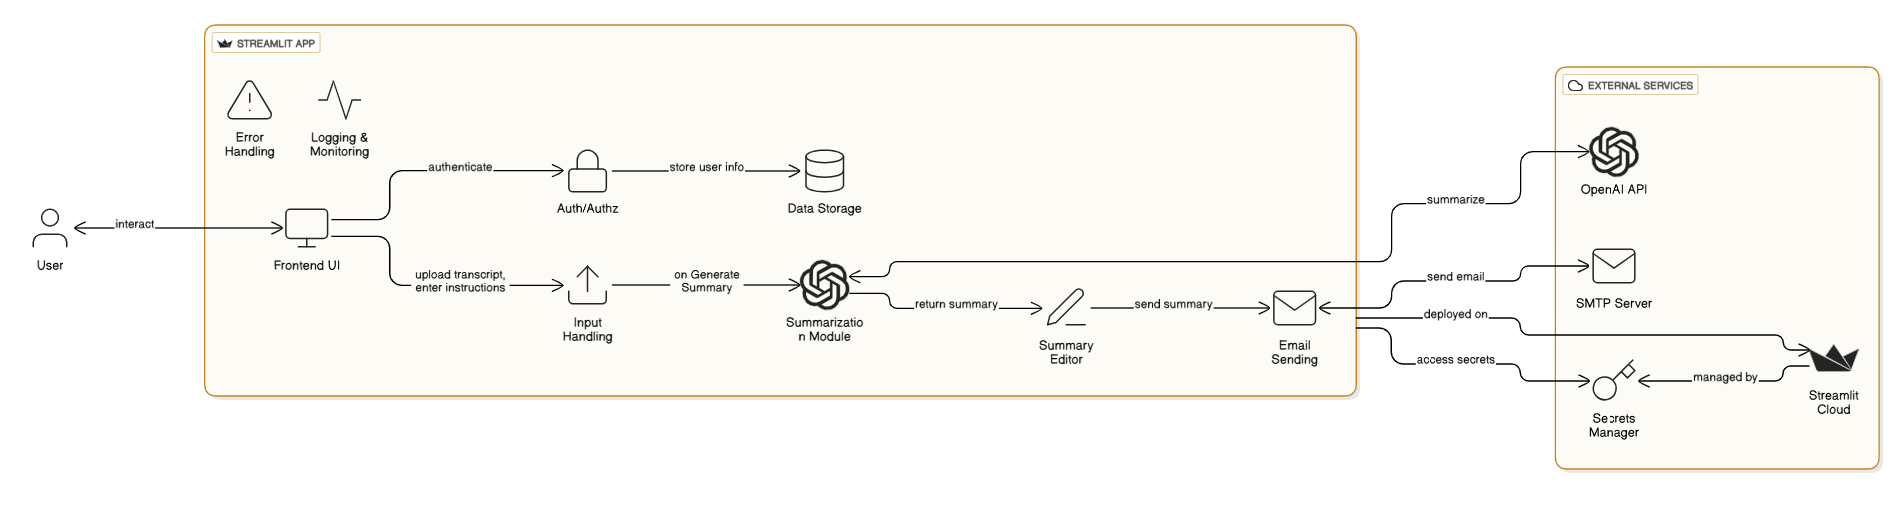 STREAMLIT APP
EXTERNAL SERVICES
Error
Handling
Logging &
Monitoring
authenticate
Auth/Authz
store user info
Data Storage
interact
User
Frontend UI
upload transcript,
enter instructions
Input
Handling
on Generate
Summary
Summarizatio
n Module
return summary
Summary
Editor
send summary
Email
Sending
summarize
OpenAI API
send email
SMTP Server
deployed on
access secrets
managed by
Secrets
Manager
Streamlit
Cloud